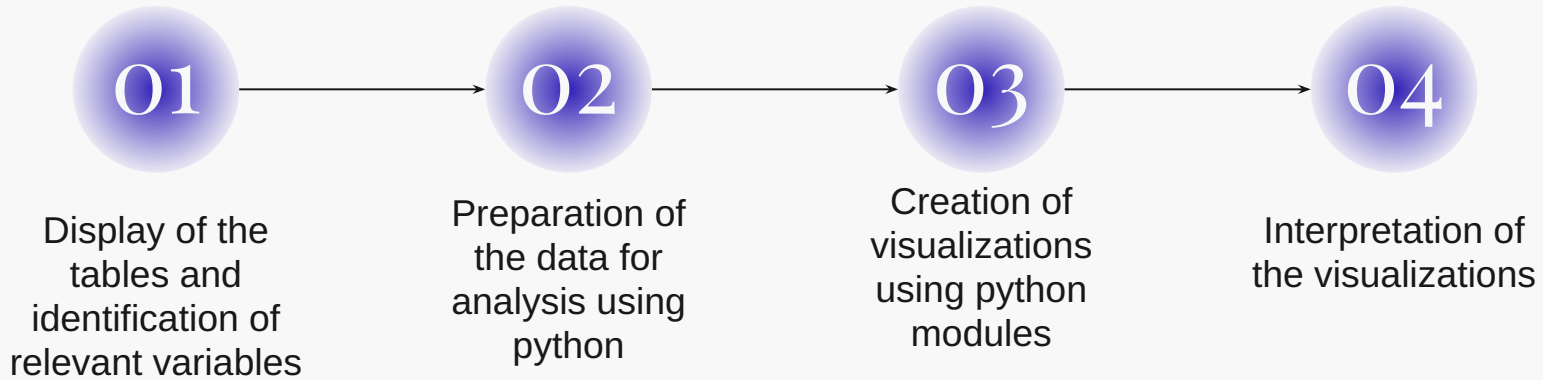 01
Display of the
tables and
identification of
relevant variables
02
Preparation of
the data for
analysis using
python
03
Creation of
visualizations
using python
modules
04
Interpretation of
the visualizations